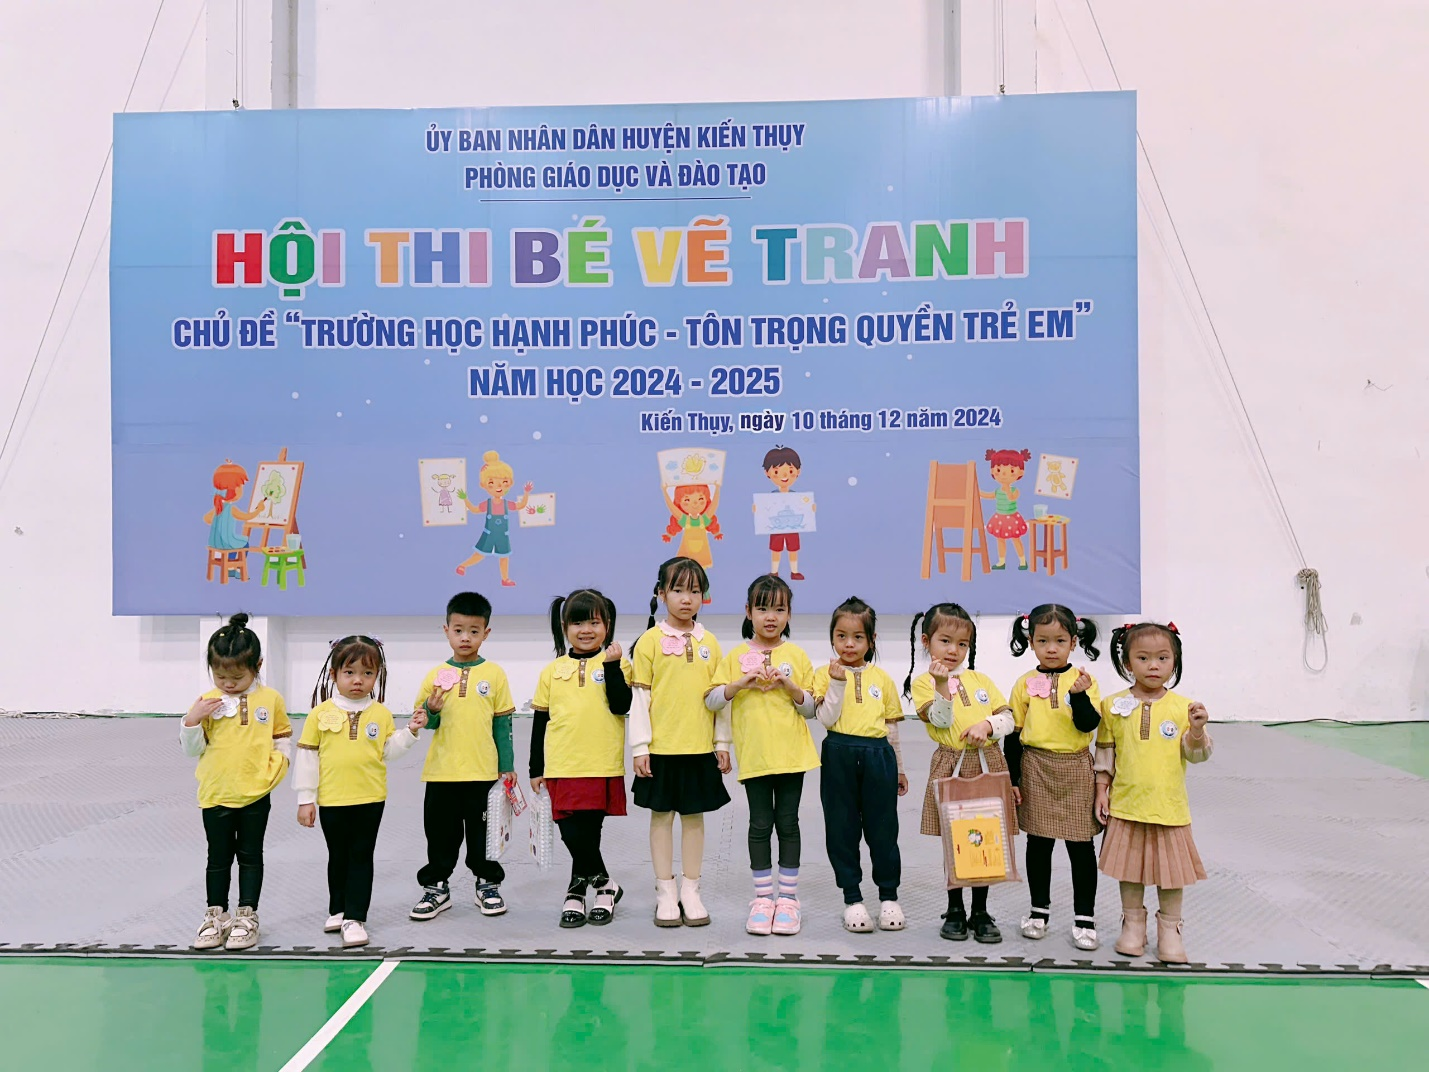 ỦY BAN NHÂN DÂN HUYỆN KIẾN THỤY
PHÒNG GIÁO DỤC VÀ ĐÀO TẠO
HỘI THI BÉ VẼ TRANH
CHỦ ĐỀ “TRƯỜNG HỌC HẠNH PHÚC - TÔN TRỌNG QUYỀN TRẺ EM”
NĂM HỌC 2024 - 2025
Kiến Thụy, ngày 10 tháng 12 năm 2024